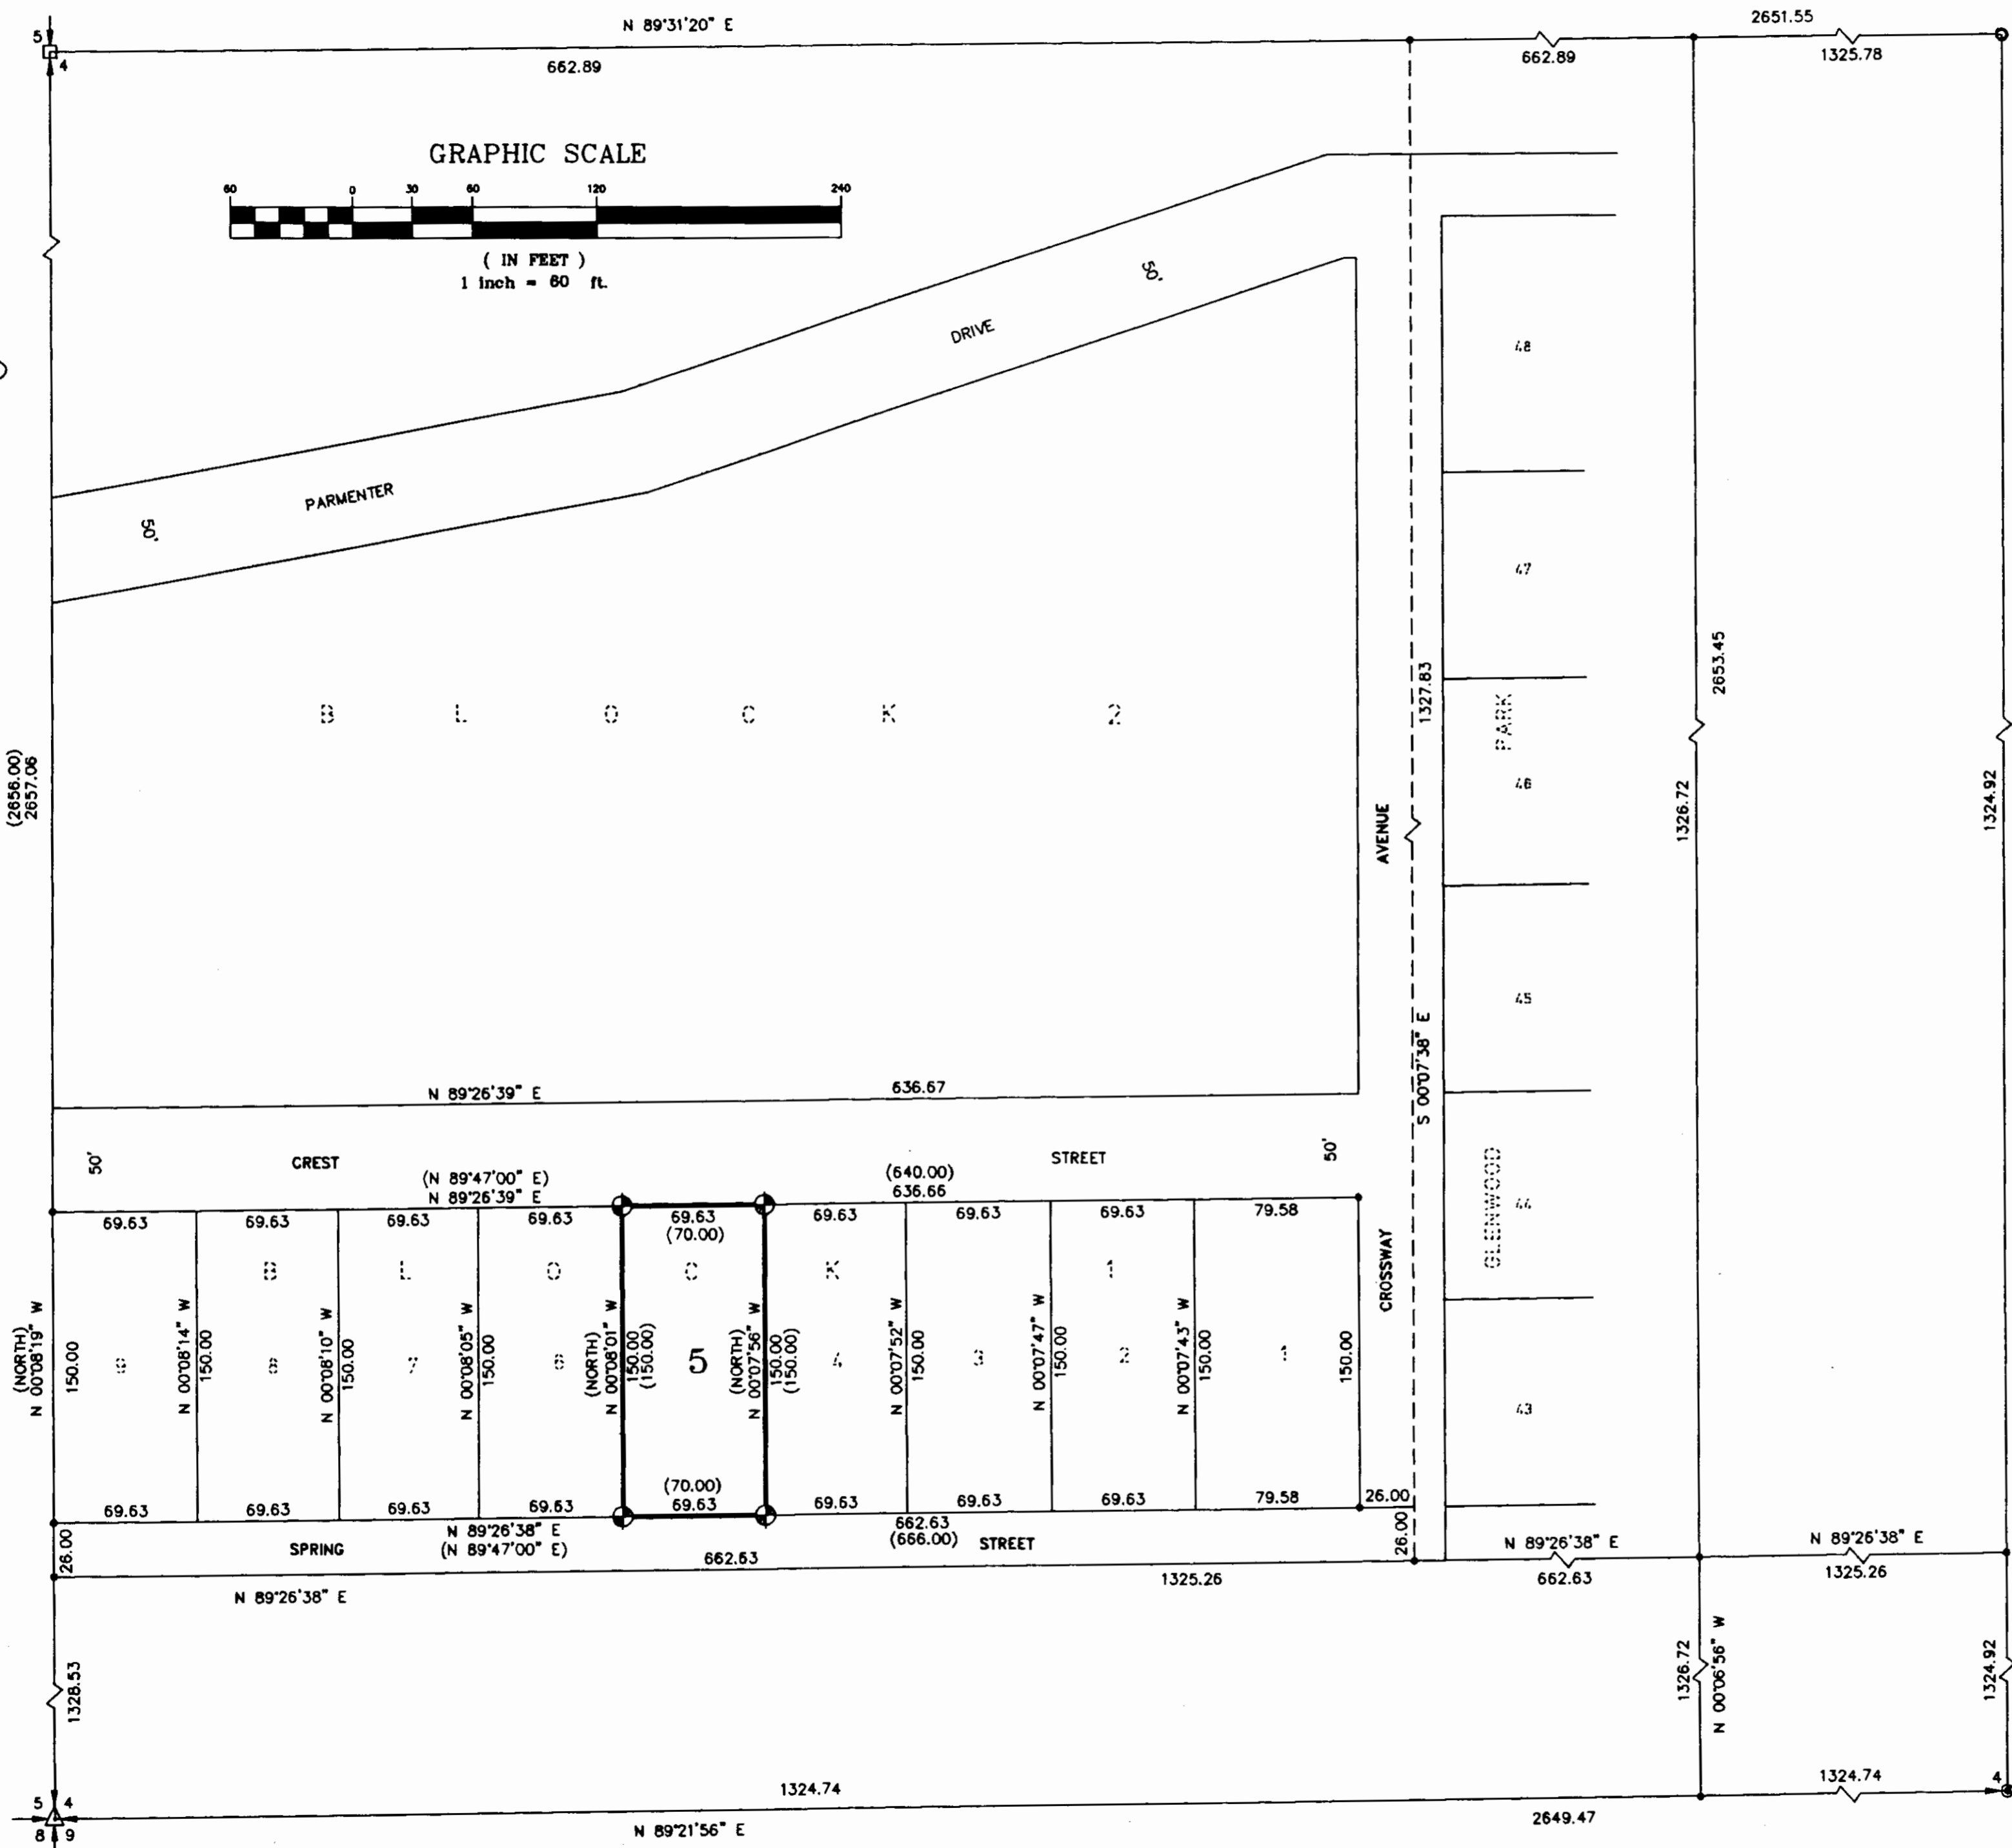 N 89°31'20" E
2651.55
5
4
662.89
662.89
1325.78
GRAPHIC SCALE
60 0 30 60 120 240
( IN FEET )
1 inch = 60 ft.
50'
DRIVE
48
PARMENTER
50'
47
2653.45
1327.83
PARK
B L O C K 2
(2656.00)
2657.06
46
1326.72
1324.92
AVENUE
45
S 00°07'38" E
N 89°26'39" E
636.67
50'
CREST
(N 89°47'00" E)
N 89°26'39" E
(640.00)
636.66
STREET
50'
GLENWOOD
44
69.63
69.63
69.63
69.63
69.63
(70.00)
69.63
69.63
69.63
79.58
B L O C K 1
CROSSWAY
(NORTH)
N 00°08'19" W
150.00
9
N 00°08'14" W
150.00
8
N 00°08'10" W
150.00
7
N 00°08'05" W
150.00
6
(NORTH)
N 00°08'01" W
150.00
(150.00)
5
(NORTH)
N 00°07'56" W
150.00
(150.00)
4
N 00°07'52" W
150.00
3
N 00°07'47" W
150.00
2
N 00°07'43" W
150.00
1
150.00
43
69.63
69.63
69.63
69.63
(70.00)
69.63
69.63
69.63
69.63
79.58
26.00
26.00
26.00
N 89°26'38" E
(N 89°47'00" E)
662.63
(666.00)
SPRING
STREET
662.63
N 89°26'38" E
N 89°26'38" E
N 89°26'38" E
1325.26
662.63
1325.26
1328.53
1326.72
N 00°06'56" W
1324.92
1324.74
1324.74
4
5 4
8 9
N 89°21'56" E
2649.47